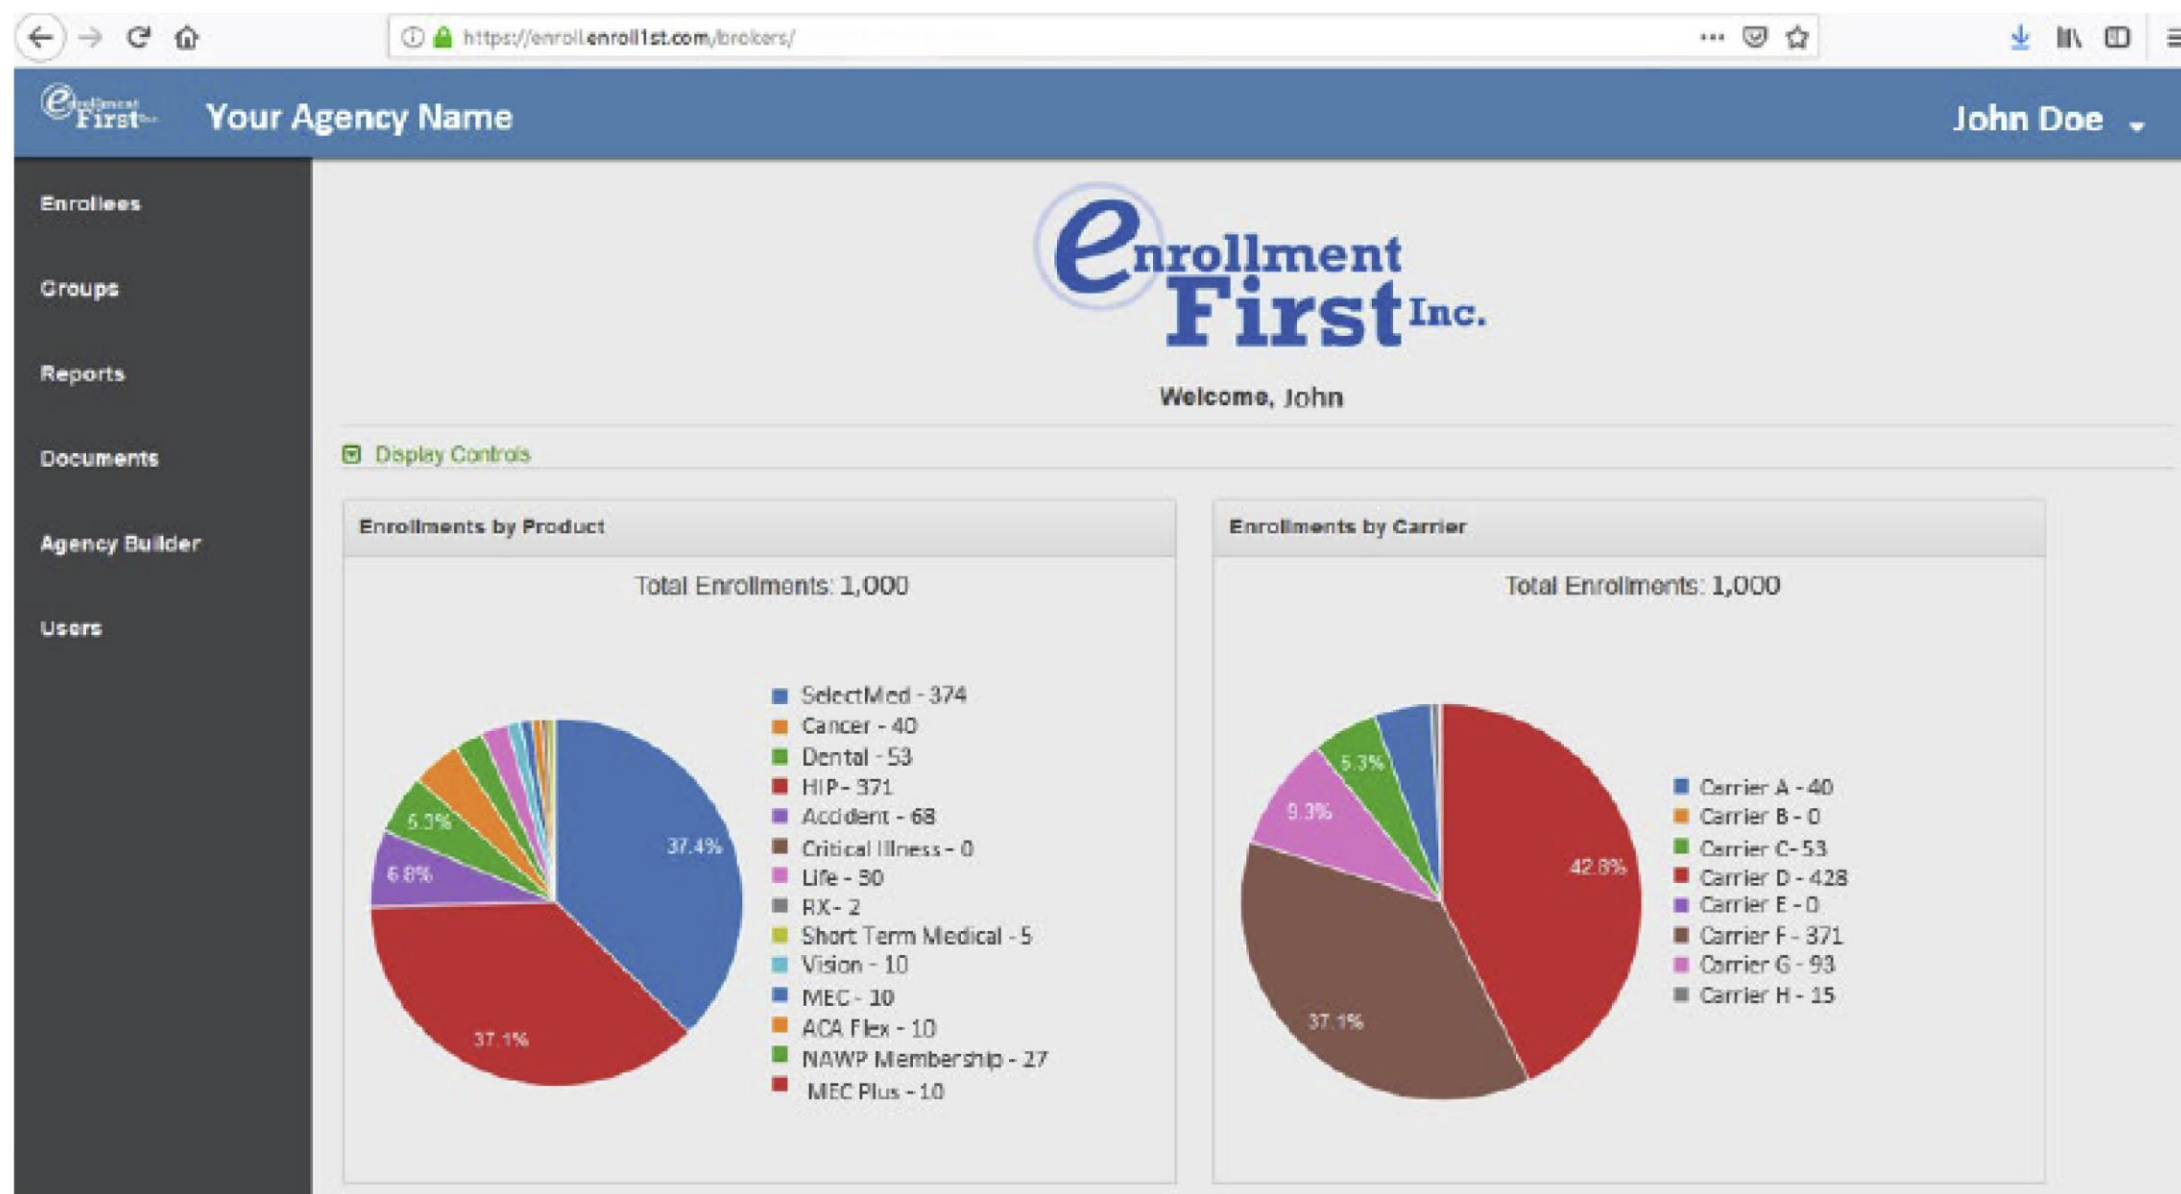 https://enroll.enroll1st.com/brokers/
Enrollment First Inc.
Your Agency Name
John Doe
Enrollees
Groups
Reports
Documents
Agency Builder
Users
Enrollment
First Inc.
Welcome, John
Display Controls
Enrollments by Product
Total Enrollments: 1,000
37.4%
5.3%
6.8%
37.1%
SelectMed - 374
Cancer - 40
Dental - 53
HIP - 371
Accident - 68
Critical Illness - 0
Life - 30
RX - 2
Short Term Medical - 5
Vision - 10
MEC - 10
ACA Flex - 10
NAWP Membership - 27
MEC Plus - 10
Enrollments by Carrier
Total Enrollments: 1,000
5.3%
9.3%
42.8%
37.1%
Carrier A - 40
Carrier B - 0
Carrier C - 53
Carrier D - 428
Carrier E - 0
Carrier F - 371
Carrier G - 93
Carrier H - 15